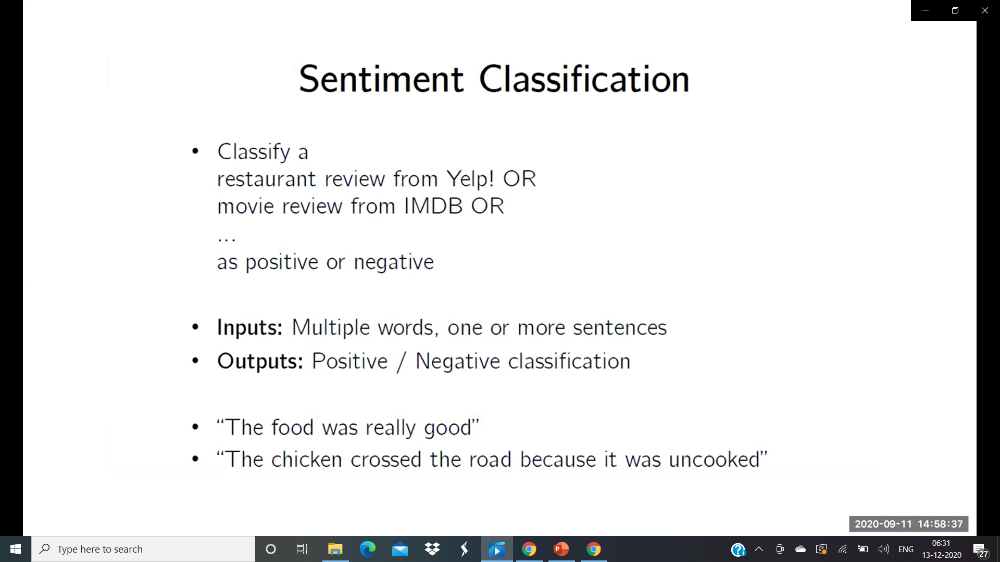 Sentiment Classification
• Classify a
restaurant review from Yelp! OR
movie review from IMDB OR
...
as positive or negative
• Inputs: Multiple words, one or more sentences
• Outputs: Positive / Negative classification
• “The food was really good”
• “The chicken crossed the road because it was uncooked”
2020-09-11 14:58:37
Type here to search
ENG
06:31
13-12-2020
27